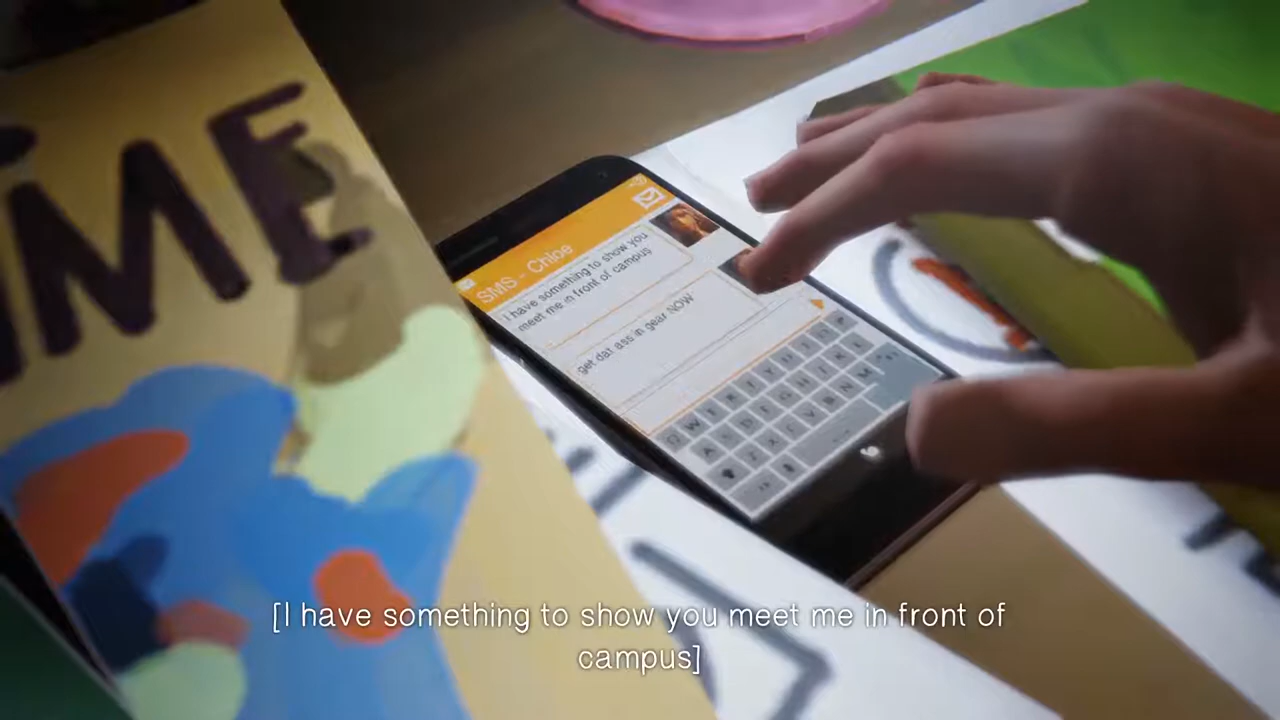 IME
SMS - Chloe
I have something to show you
meet me in front of campus
get dat ass in gear NOW
[I have something to show you meet me in front of
campus]